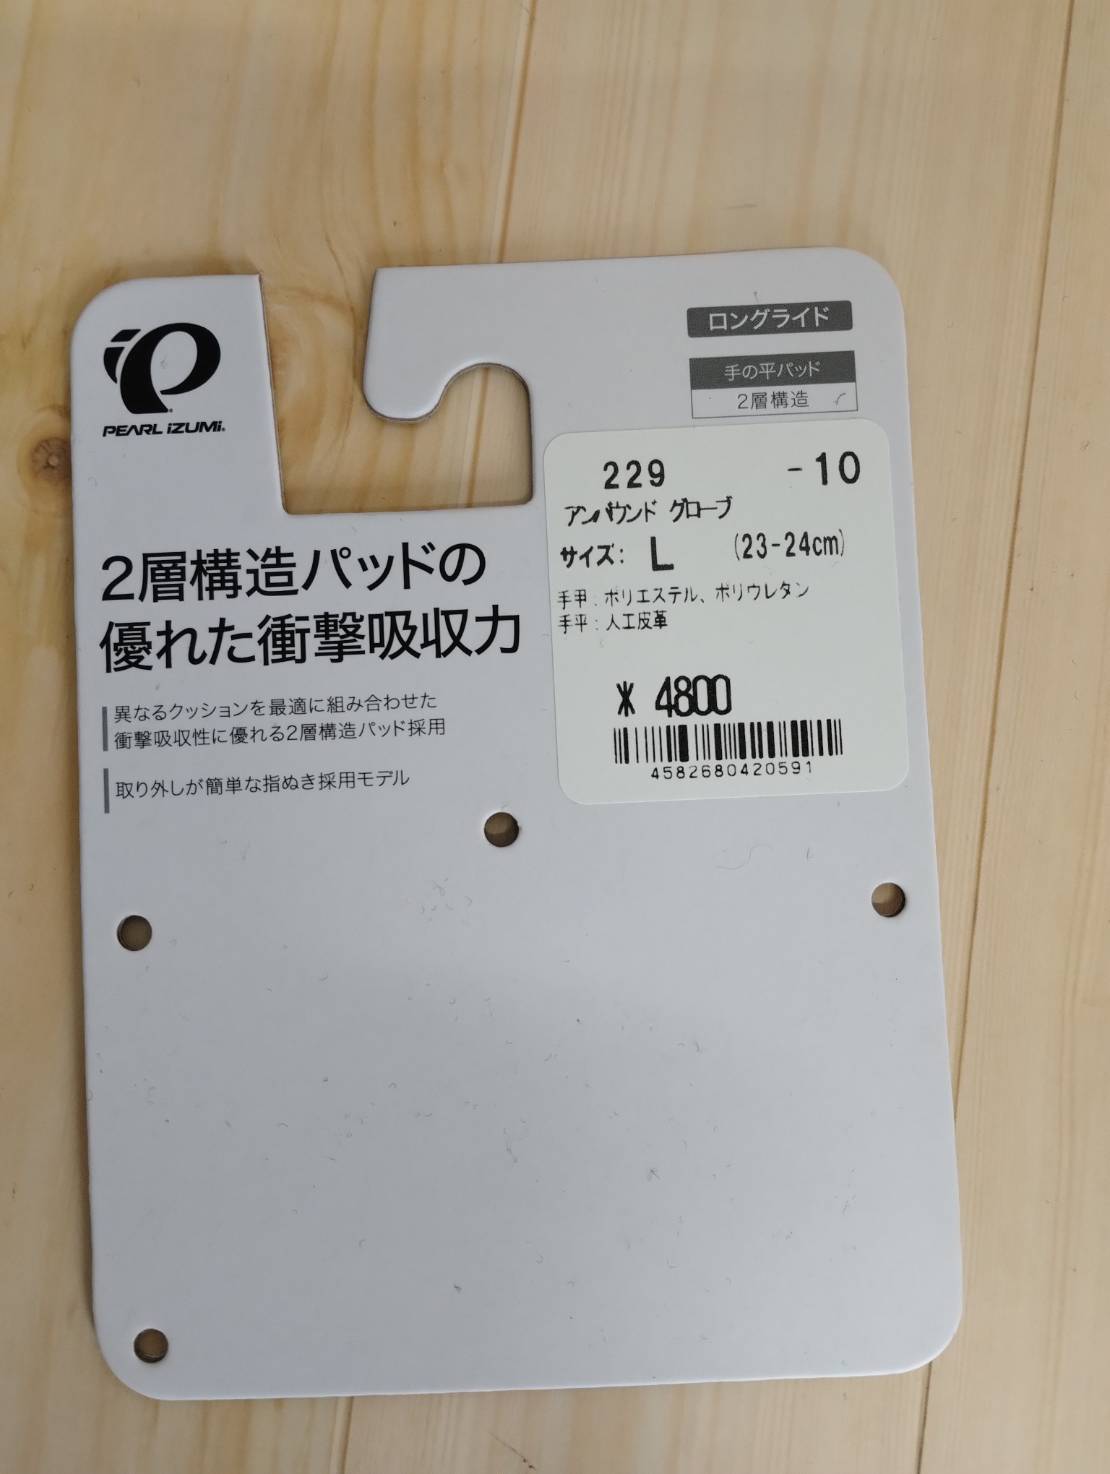 PEARL iZUMi
ロングライド
手の平パッド
2層構造
229 -10
アンバウンド グローブ
サイズ: L (23-24cm)
手甲:ポリエステル、ポリウレタン
手平:人工皮革
¥ 4800
4582680420591
2層構造パッドの
優れた衝撃吸収力
異なるクッションを最適に組み合わせた
衝撃吸収性に優れる2層構造パッド採用
取り外しが簡単な指ぬき採用モデル